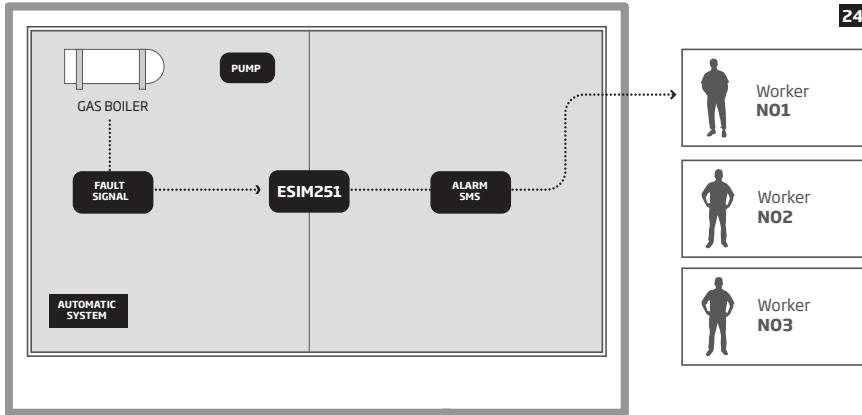 24
PUMP
GAS BOILER
Worker
NO1
FAULT
SIGNAL
ESIM251
ALARM
SMS
Worker
NO2
AUTOMATIC
SYSTEM
Worker
NO3